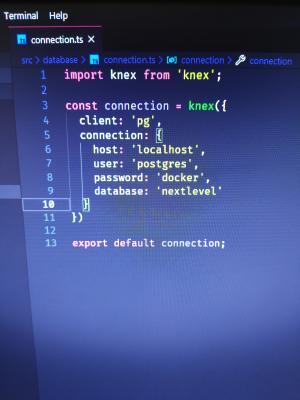 Terminal Help
connection.ts ×
src > database > connection.ts > connection > connection
1 import knex from 'knex';
2
3 const connection = knex({
4 client: 'pg',
5 connection: {
6 host: 'localhost',
7 user: 'postgres',
8 password: 'docker',
9 database: 'nextlevel'
10 }
11 })
12
13 export default connection;